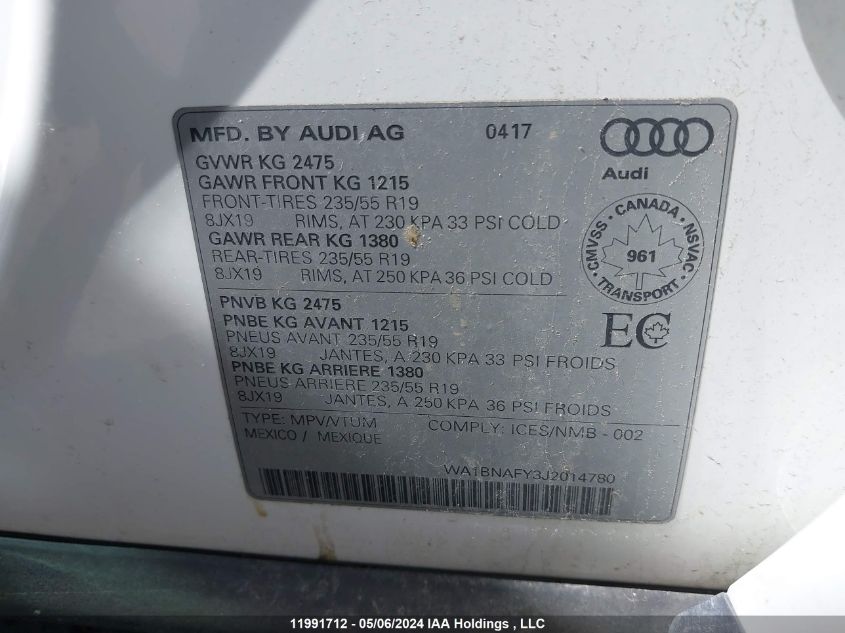 MFD. BY AUDI AG 0417
Audi
GVWR KG 2475
GAWR FRONT KG 1215
FRONT-TIRES 235/55 R19
8JX19 RIMS, AT 230 KPA 33 PSI COLD
GAWR REAR KG 1380
REAR-TIRES 235/55 R19
8JX19 RIMS, AT 250 KPA 36 PSI COLD
CMVSS - CANADA - NSVAC
961
TRANSPORT
PNVB KG 2475
PNBE KG AVANT 1215
PNEUS AVANT 235/55 R19
8JX19 JANTES, A 230 KPA 33 PSI FROIDS
PNBE KG ARRIERE 1380
PNEUS ARRIERE 235/55 R19
8JX19 JANTES, A 250 KPA 36 PSI FROIDS
EC
TYPE: MPV/VTUM COMPLY: ICES/NMB - 002
MEXICO / MEXIQUE
WA1BNAFY3J2014780
11991712 - 05/06/2024 IAA Holdings , LLC